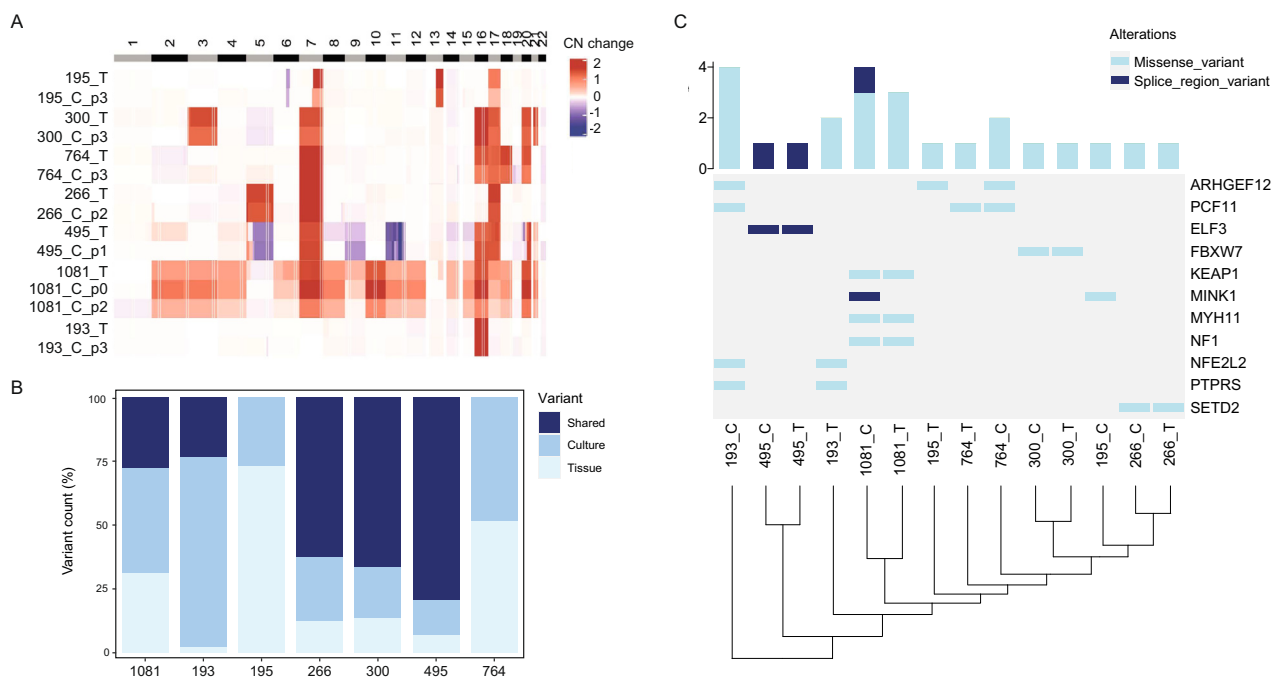 A
1 2 3 4 5 6 7 8 9 10 11 12 13 14 15 16 17 18 19 20 21 22
CN change
2
1
0
-1
-2
195_T
195_C_p3
300_T
300_C_p3
764_T
764_C_p3
266_T
266_C_p2
495_T
495_C_p1
1081_T
1081_C_p0
1081_C_p2
193_T
193_C_p3
B
Variant count (%)
100
75
50
25
0
1081 193 195 266 300 495 764
Variant
Shared
Culture
Tissue
C
Alterations
Missense_variant
Splice_region_variant
4
2
0
ARHGEF12
PCF11
ELF3
FBXW7
KEAP1
MINK1
MYH11
NF1
NFE2L2
PTPRS
SETD2
193_C 495_C 495_T 193_T 1081_C 1081_T 195_T 764_T 764_C 300_C 300_T 195_C 266_C 266_T